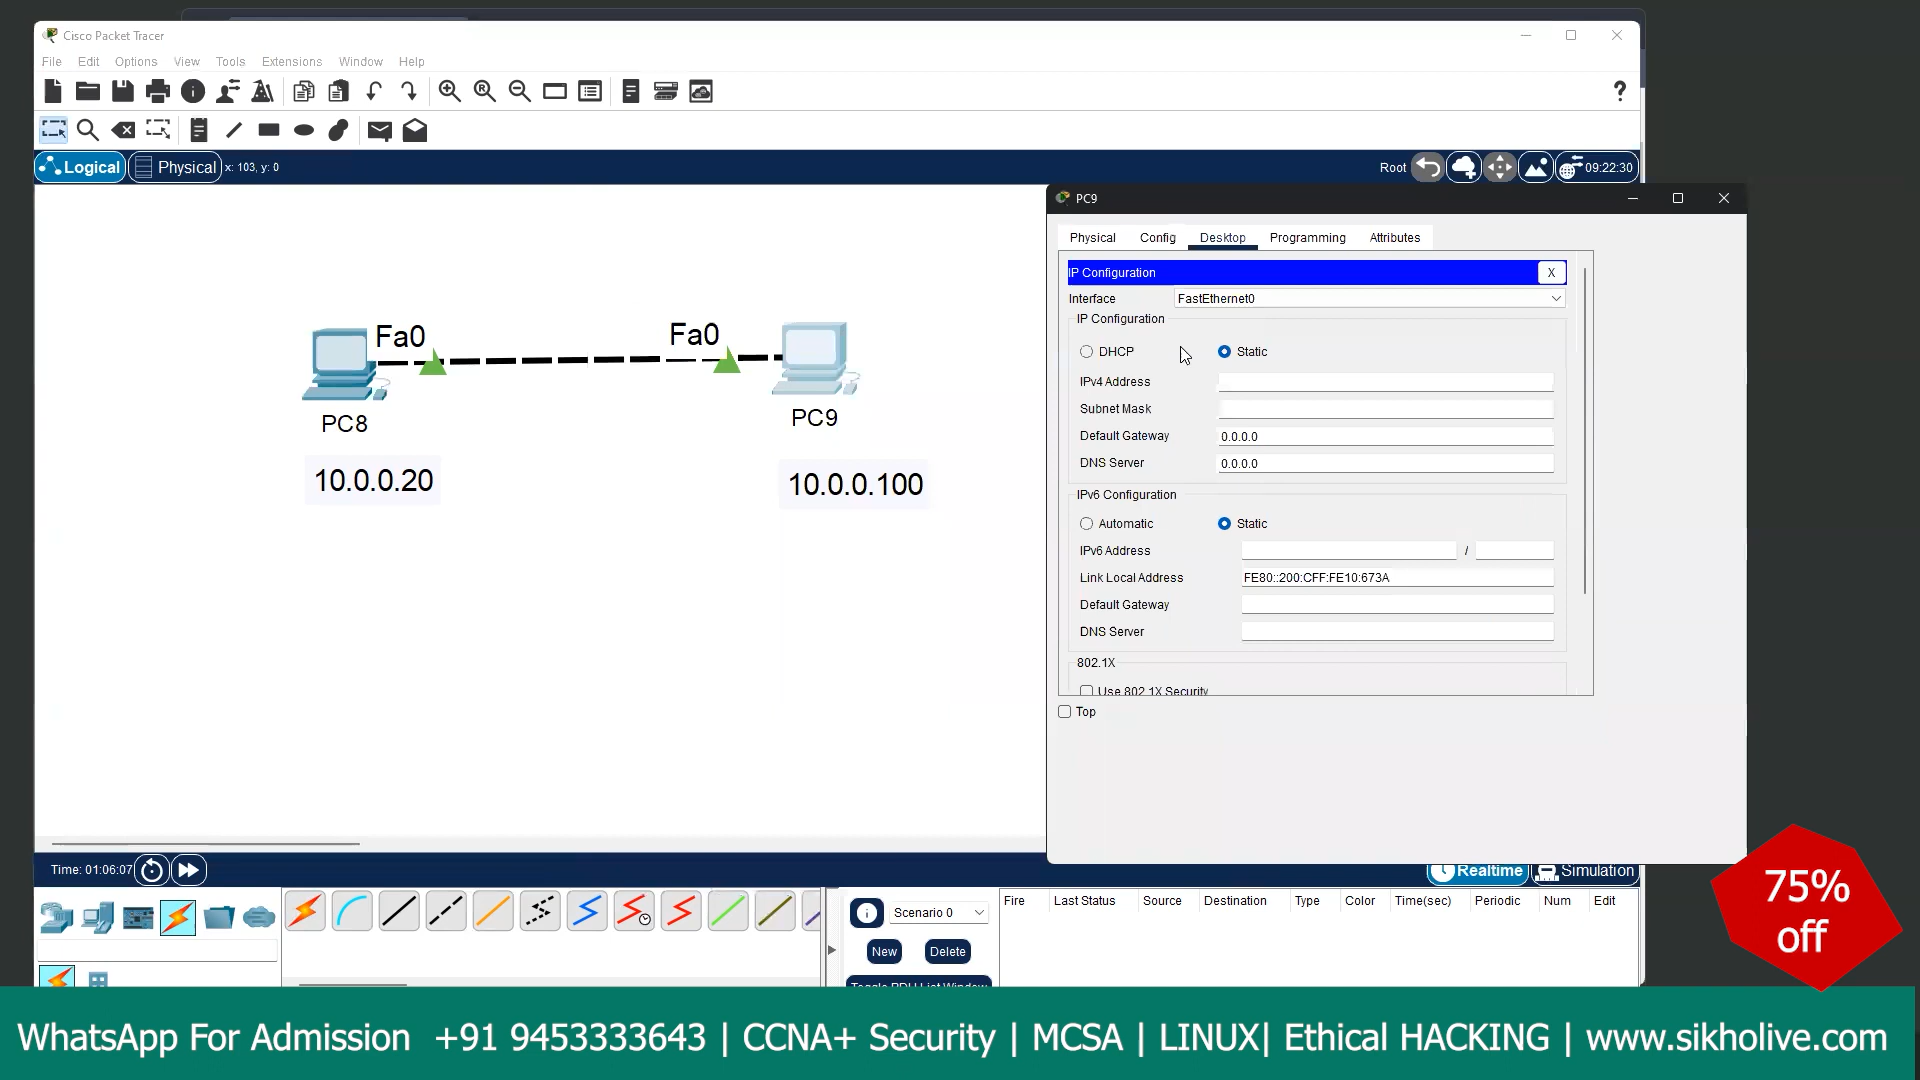 Cisco Packet Tracer
File Edit Options View Tools Extensions Window Help
Logical Physical x: 103, y: 0
Root 09:22:30
PC9
Physical Config Desktop Programming Attributes
IP Configuration X
Interface FastEthernet0
IP Configuration
DHCP Static
IPv4 Address
Subnet Mask
Default Gateway 0.0.0.0
DNS Server 0.0.0.0
IPv6 Configuration
Automatic Static
IPv6 Address /
Link Local Address FE80::200:CFF:FE10:673A
Default Gateway
DNS Server
802.1X
Use 802.1X Security
Top
Fa0 Fa0
PC8 PC9
10.0.0.20 10.0.0.100
Time: 01:06:07
Realtime Simulation
Scenario 0
New Delete
Toggle PDU List Window
Fire Last Status Source Destination Type Color Time(sec) Periodic Num Edit
75%
off
WhatsApp For Admission +91 9453333643 | CCNA+ Security | MCSA | LINUX| Ethical HACKING | www.sikholive.com